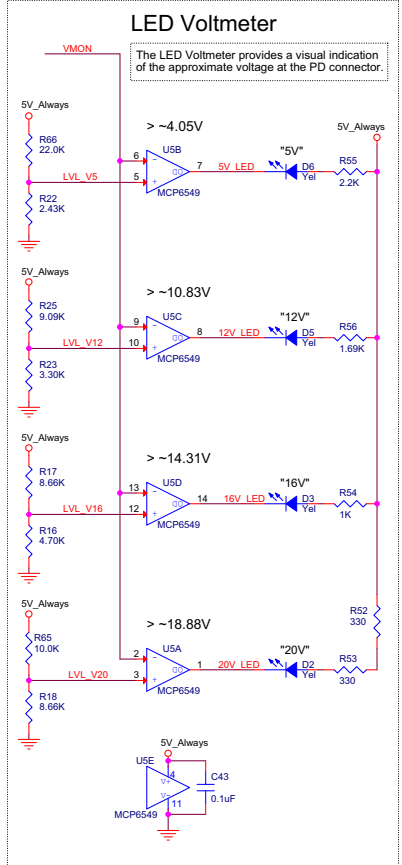 LED Voltmeter
VMON
The LED Voltmeter provides a visual indication
of the approximate voltage at the PD connector.
5V_Always
R66
22.0K
LVL_V5
R22
2.43K
> ~4.05V
6
5
U5B
OD
MCP6549
7
5V_LED
"5V"
D6
Yel
5V_Always
R55
2.2K
5V_Always
R25
9.09K
LVL_V12
R23
3.30K
> ~10.83V
9
10
U5C
OD
MCP6549
8
12V_LED
"12V"
D5
Yel
R56
1.69K
5V_Always
R17
8.66K
LVL_V16
R16
4.70K
> ~14.31V
13
12
U5D
OD
MCP6549
14
16V_LED
"16V"
D3
Yel
R54
1K
R52
330
5V_Always
R65
10.0K
LVL_V20
R18
8.66K
> ~18.88V
2
3
U5A
OD
MCP6549
1
20V_LED
"20V"
D2
Yel
R53
330
5V_Always
U5E
4
V+
V-
11
MCP6549
C43
0.1uF